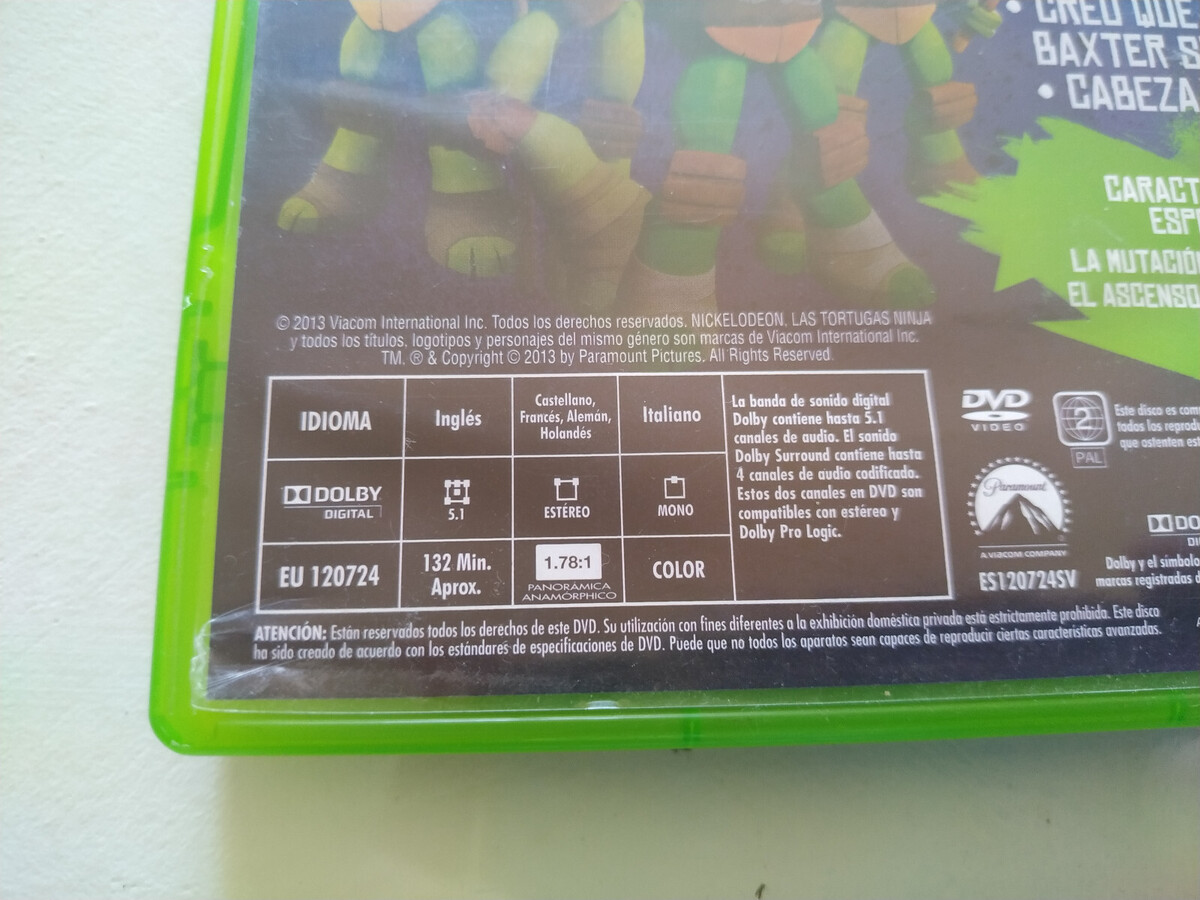 • CREO QUE
BAXTER S
• CABEZA
CARACT
ESP
LA MUTACIÓ
EL ASCENSO
© 2013 Viacom International Inc. Todos los derechos reservados. NICKELODEON, LAS TORTUGAS NINJA
y todos los títulos, logotipos y personajes del mismo género son marcas de Viacom International Inc.
TM, ® & Copyright © 2013 by Paramount Pictures. All Rights Reserved.
IDIOMA
Inglés
Castellano,
Francés, Alemán,
Holandés
Italiano
DOLBY
DIGITAL
5.1
ESTÉREO
MONO
EU 120724
132 Min.
Aprox.
1.78:1
PANORÁMICA
ANAMÓRPHICO
COLOR
La banda de sonido digital
Dolby contiene hasta 5.1
canales de audio. El sonido
Dolby Surround contiene hasta
4 canales de audio codificado.
Estos dos canales en DVD son
compatibles con estéreo y
Dolby Pro Logic.
DVD
VIDEO
2
PAL
Este disco es com
todos los reprodu
que ostenten es
Paramount
A VIACOM COMPANY
ES120724SV
DO
DI
Dolby y el símbolo
marcas registradas d
ATENCIÓN: Están reservados todos los derechos de este DVD. Su utilización con fines diferentes a la exhibición doméstica privada está estrictamente prohibida. Este disco
ha sido creado de acuerdo con los estándares de especificaciones de DVD. Puede que no todos los aparatos sean capaces de reproducir ciertas características avanzadas.